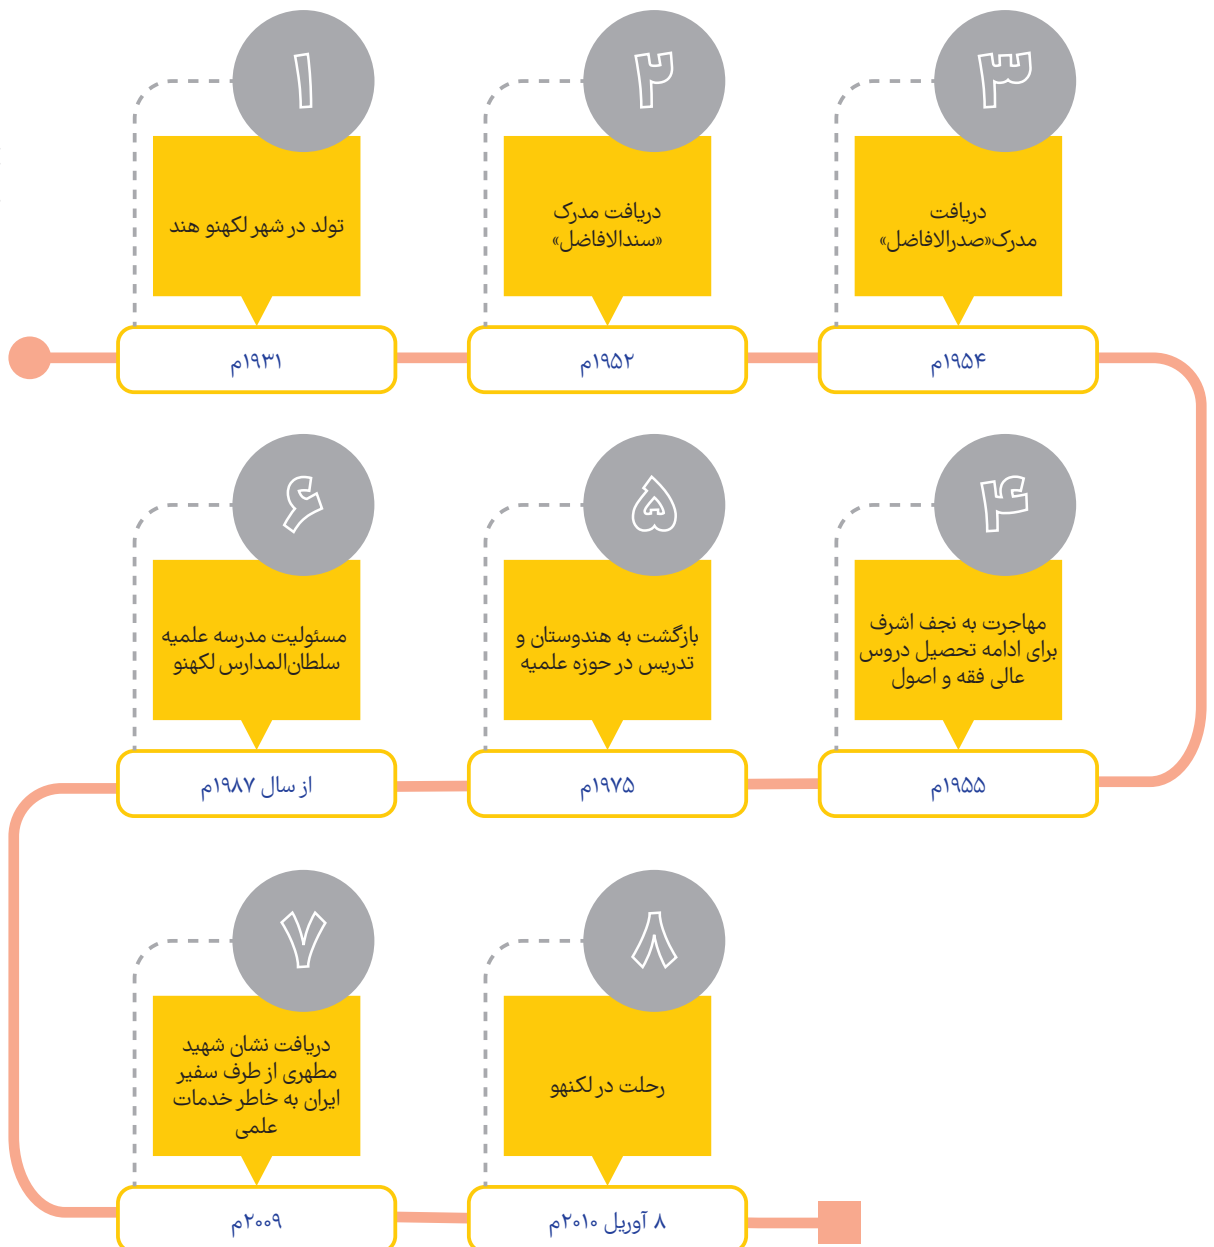 ۱
تولد در شهر لکهنو هند
۱۹۳۱م
۲
دریافت مدرک
«سندالافاضل»
۱۹۵۲م
۳
دریافت
مدرک«صدرالافاضل»
۱۹۵۴م
۴
مهاجرت به نجف اشرف
برای ادامه تحصیل دروس
عالی فقه و اصول
۱۹۵۵م
۵
بازگشت به هندوستان و
تدریس در حوزه علمیه
۱۹۷۵م
۶
مسئولیت مدرسه علمیه
سلطان‌المدارس لکهنو
از سال ۱۹۸۷م
۷
دریافت نشان شهید
مطهری از طرف سفیر
ایران به خاطر خدمات
علمی
۲۰۰۹م
۸
رحلت در لکنهو
۸ آوریل ۲۰۱۰م